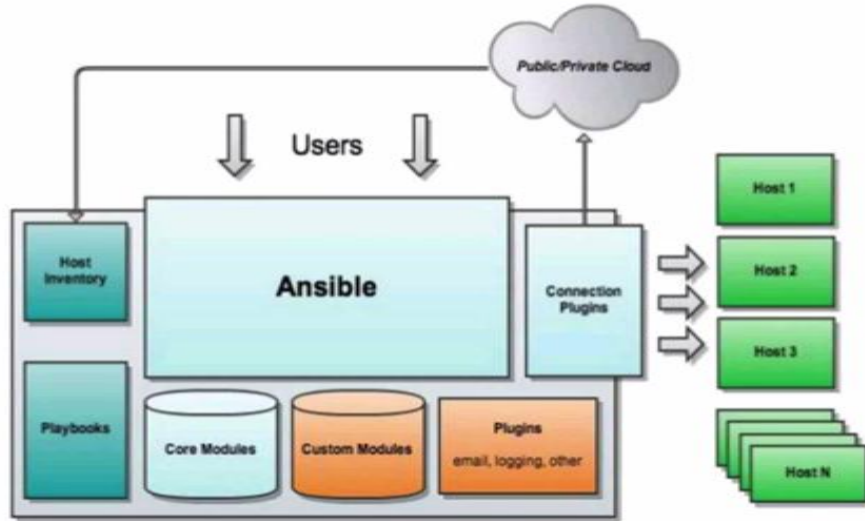 Public/Private Cloud
Users
Host 1
Host
Inventory
Ansible
Connection
Plugins
Host 2
Host 3
Playbooks
Core Modules
Custom Modules
Plugins
email, logging, other
Host N